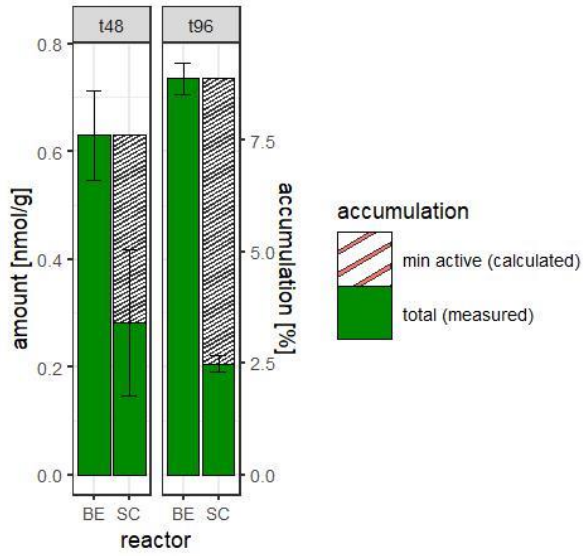 t48 t96
0.8
0.6
0.4
0.2
0.0
amount [nmol/g]
7.5
5.0
2.5
0.0
accumulation [%]
BE SC BE SC
reactor
accumulation
min active (calculated)
total (measured)